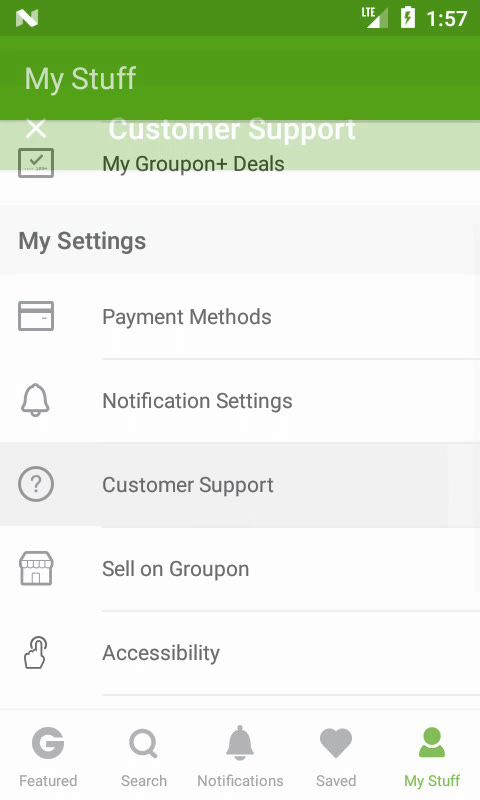 LTE 1:57
My Stuff
Customer Support
My Groupon+ Deals
My Settings
Payment Methods
Notification Settings
Customer Support
Sell on Groupon
Accessibility
Featured Search Notifications Saved My Stuff